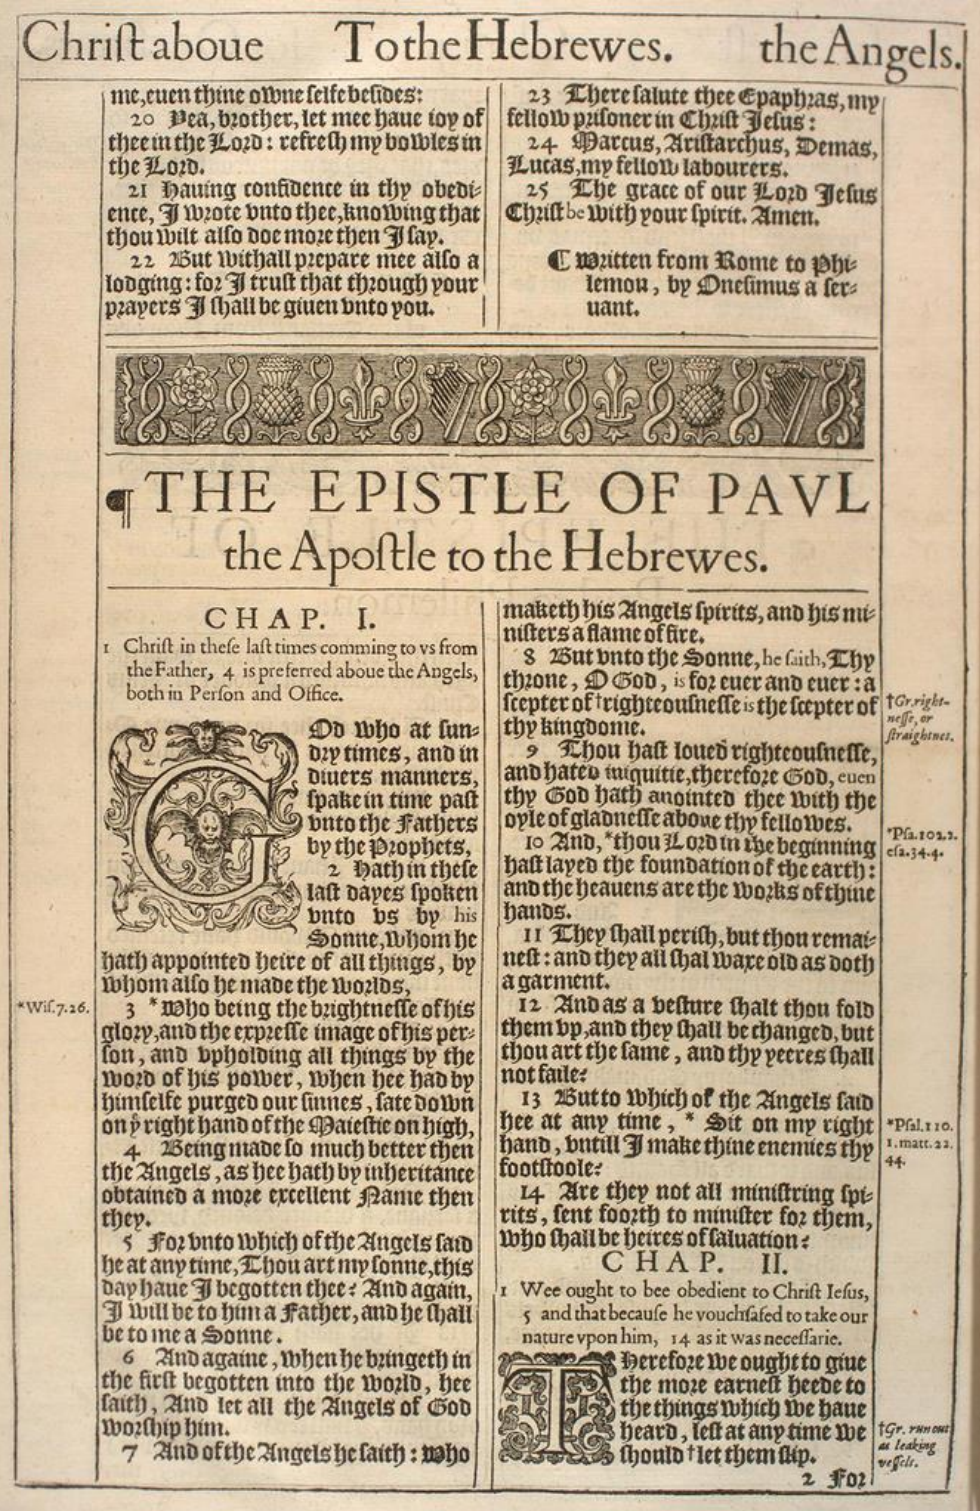 Chriſt aboue To the Hebrewes. the Angels.
me, euen thine owne ſelfe beſides:
20 Yea, brother, let mee haue ioy of
thee in the Lord: refreſh my bowles in
the Lord.
21 Hauing confidence in thy obedi-
ence, I wrote vnto thee, knowing that
thou wilt alſo doe more then I ſay.
22 But withall prepare mee alſo a
lodging: for I truſt that through your
prayers I ſhall be giuen vnto you.
23 There ſalute thee Epaphras, my
fellow priſoner in Chriſt Jeſus:
24 Marcus, Ariſtarchus, Demas,
Lucas, my fellow labourers.
25 The grace of our Lord Jeſus
Chriſt be with your ſpirit. Amen.
¶ Written from Rome to Phi-
lemon, by Oneſimus a ſer-
uant.
¶ THE EPISTLE OF PAVL
the Apoſtle to the Hebrewes.
CHAP. I.
1 Chriſt in theſe laſt times comming to vs from
the Father, 4 is preferred aboue the Angels,
both in Perſon and Office.
GOd who at ſun-
dry times, and in
diuers manners,
ſpake in time paſt
vnto the Fathers
by the Prophets,
2 Hath in theſe
laſt dayes ſpoken
vnto vs by his
Sonne, whom he
hath appointed heire of all things, by
whom alſo he made the worlds,
*Wiſ.7.26.
3 *Who being the brightneſſe of his
glory, and the expreſſe image of his per-
ſon, and vpholding all things by the
word of his power, when hee had by
himſelfe purged our ſinnes, ſate down
on yͤ right hand of the Maieſtie on high,
4 Being made ſo much better then
the Angels, as hee hath by inheritance
obtained a more excellent Name then
they.
5 For vnto which of the Angels ſaid
he at any time, Thou art my ſonne, this
day haue I begotten thee? And again,
I will be to him a Father, and he ſhall
be to me a Sonne.
6 And againe, when he bringeth in
the firſt begotten into the world, hee
ſaith, And let all the Angels of God
worſhip him.
7 And of the Angels he ſaith: Who
maketh his Angels ſpirits, and his mi-
niſters a flame of fire.
8 But vnto the Sonne, he ſaith, Thy
throne, O God, is for euer and euer: a
ſcepter of †righteouſneſſe is the ſcepter of
thy kingdome.
†Gr.right-
neſſe, or
ſtraightnes.
9 Thou haſt loued righteouſneſſe,
and hated iniquitie, therefore God, euen
thy God hath anointed thee with the
oyle of gladneſſe aboue thy fellowes.
10 And, *thou Lord in the beginning
haſt layed the foundation of the earth:
and the heauens are the works of thine
hands.
*Pſa.102.2.
eſa.34.4.
11 They ſhall periſh, but thou remai-
neſt: and they all ſhal waxe old as doth
a garment.
12 And as a veſture ſhalt thou fold
them vp, and they ſhall be changed, but
thou art the ſame, and thy yeeres ſhall
not faile?
13 But to which of the Angels ſaid
hee at any time, * Sit on my right
hand, vntill I make thine enemies thy
footſtoole?
*Pſal.110.
1. matt.22.
44.
14 Are they not all miniſtring ſpi-
rits, ſent foorth to miniſter for them,
who ſhall be heires of ſaluation?
CHAP. II.
1 Wee ought to bee obedient to Chriſt Ieſus,
5 and that becauſe he vouchſafed to take our
nature vpon him, 14 as it was neceſſarie.
THerefore we ought to giue
the more earneſt heede to
the things which we haue
heard, leſt at any time we
ſhould †let them ſlip.
†Gr. run out
as leaking
veſſels.
2 For